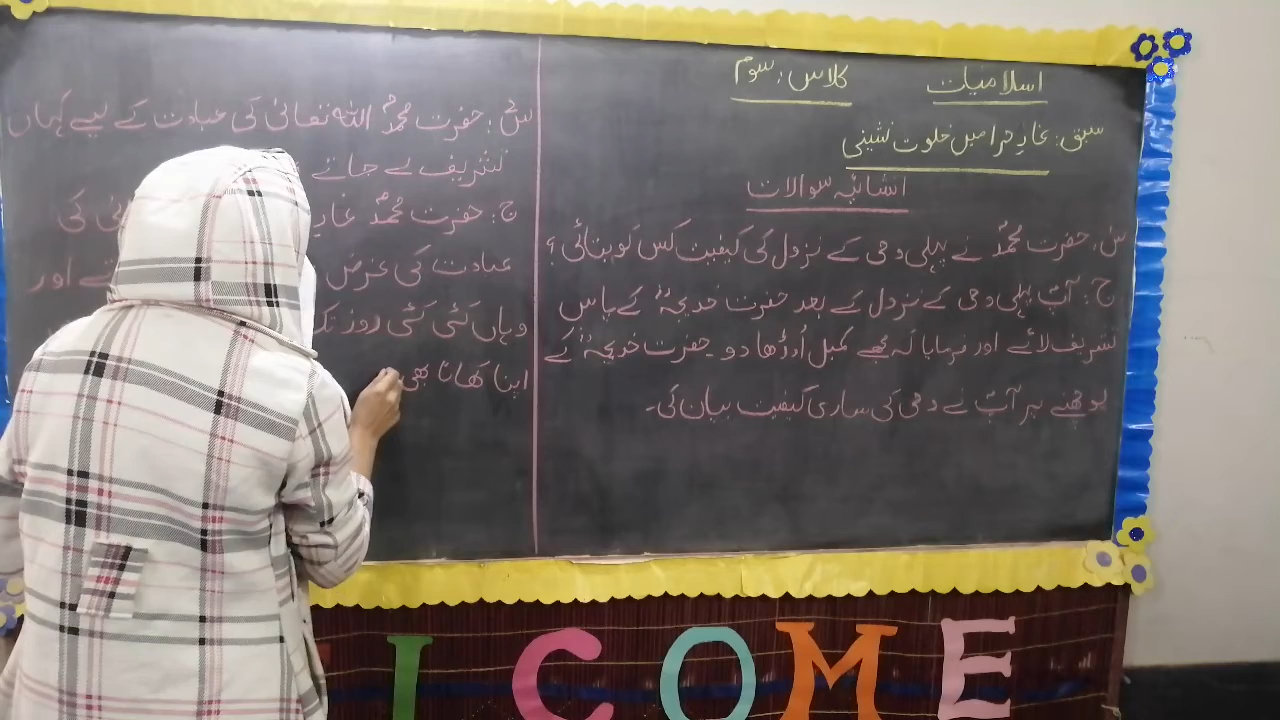 اسلامیات
کلاس: سوم
سبق: غارِ حرا میں خلوت نشینی
انشائیہ سوالات
س: حضرت محمدؐ نے پہلی وحی کے نزول کی کیفیت کس کو بتائی؟
ج: آپؐ پہلی وحی کے نزول کے بعد حضرت خدیجہؓ کے پاس
تشریف لائے اور فرمایا کہ مجھے کمبل اُوڑھا دو۔ حضرت خدیجہؓ کے
پوچھنے پر آپؐ نے وحی کی ساری کیفیت بیان کی۔
س: حضرت محمدؐ اللہ تعالیٰ کی عبادت کے لیے کہاں
تشریف لے جاتے
ج: حضرت محمدؐ کی
عبادت کی غرض اور
وہاں کئی کئی روز تک
اپنا کھانا بھی
ICOME